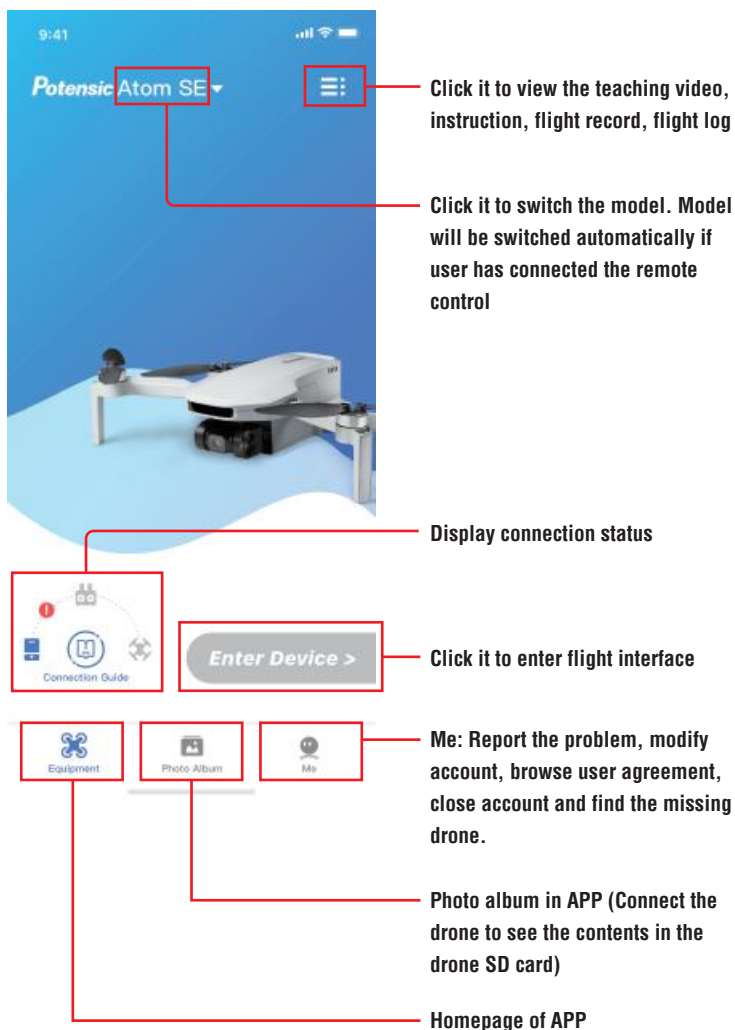 9:41
Potensic Atom SE
Click it to view the teaching video,
instruction, flight record, flight log
Click it to switch the model. Model
will be switched automatically if
user has connected the remote
control
Display connection status
!
Connection Guide
Enter Device >
Click it to enter flight interface
Equipment
Photo Album
Me
Me: Report the problem, modify
account, browse user agreement,
close account and find the missing
drone.
Photo album in APP (Connect the
drone to see the contents in the
drone SD card)
Homepage of APP